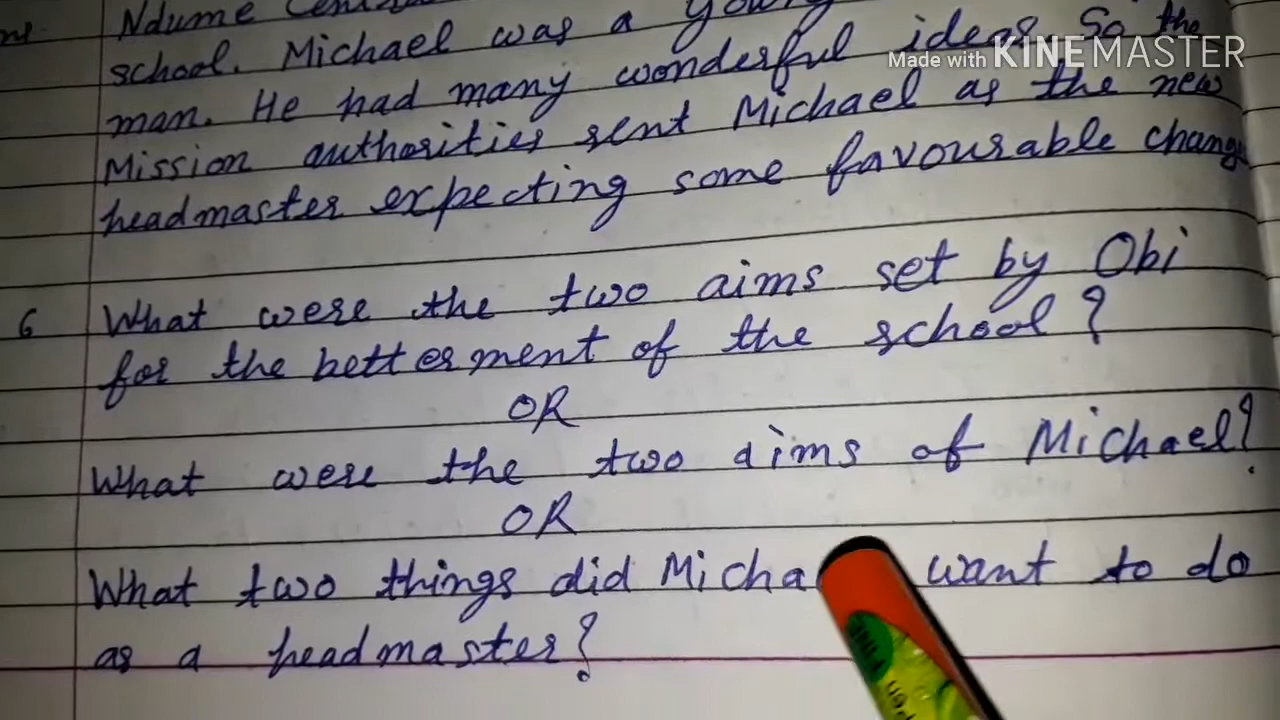 Ndume
school. Michael was a
man. He had many wonderful ideas. So the
Mission authorities sent Michael as the new
headmaster expecting some favourable change
6 What were the two aims set by Obi
for the betterment of the school?
OR
What were the two aims of Michael?
OR
What two things did Micha want to do
as a headmaster?
Made with KINEMASTER
PEN